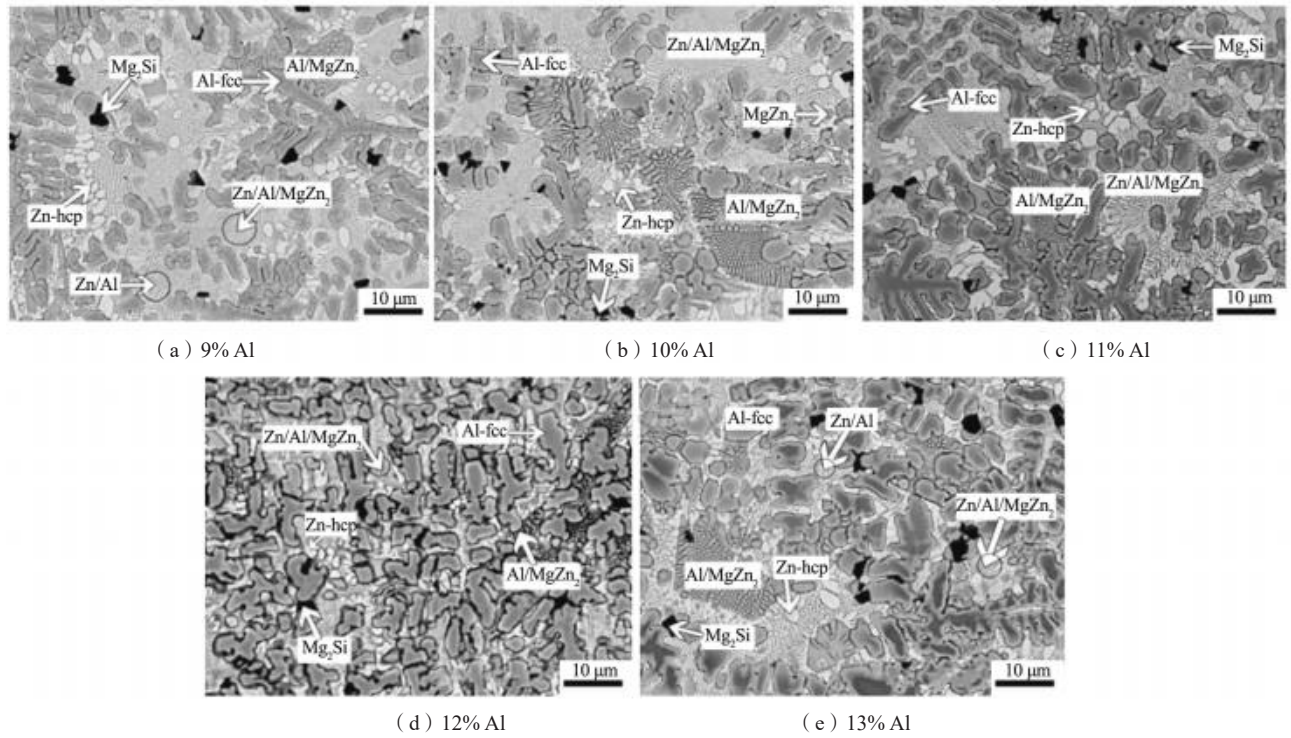 Mg₂Si
Al-fcc
Al/MgZn₂
Zn-hcp
Zn/Al/MgZn₂
Zn/Al
10 μm
(a) 9% Al
Zn/Al/MgZn₂
Al-fcc
MgZn₂
Al/MgZn₂
Zn-hcp
Mg₂Si
10 μm
(b) 10% Al
Mg₂Si
Al-fcc
Zn-hcp
Zn/Al/MgZn₂
Al/MgZn₂
10 μm
(c) 11% Al
Zn/Al/MgZn₂
Al-fcc
Zn-hcp
Al/MgZn₂
Mg₂Si
10 μm
(d) 12% Al
Al-fcc
Zn/Al
Zn/Al/MgZn₂
Al/MgZn₂
Zn-hcp
Mg₂Si
10 μm
(e) 13% Al